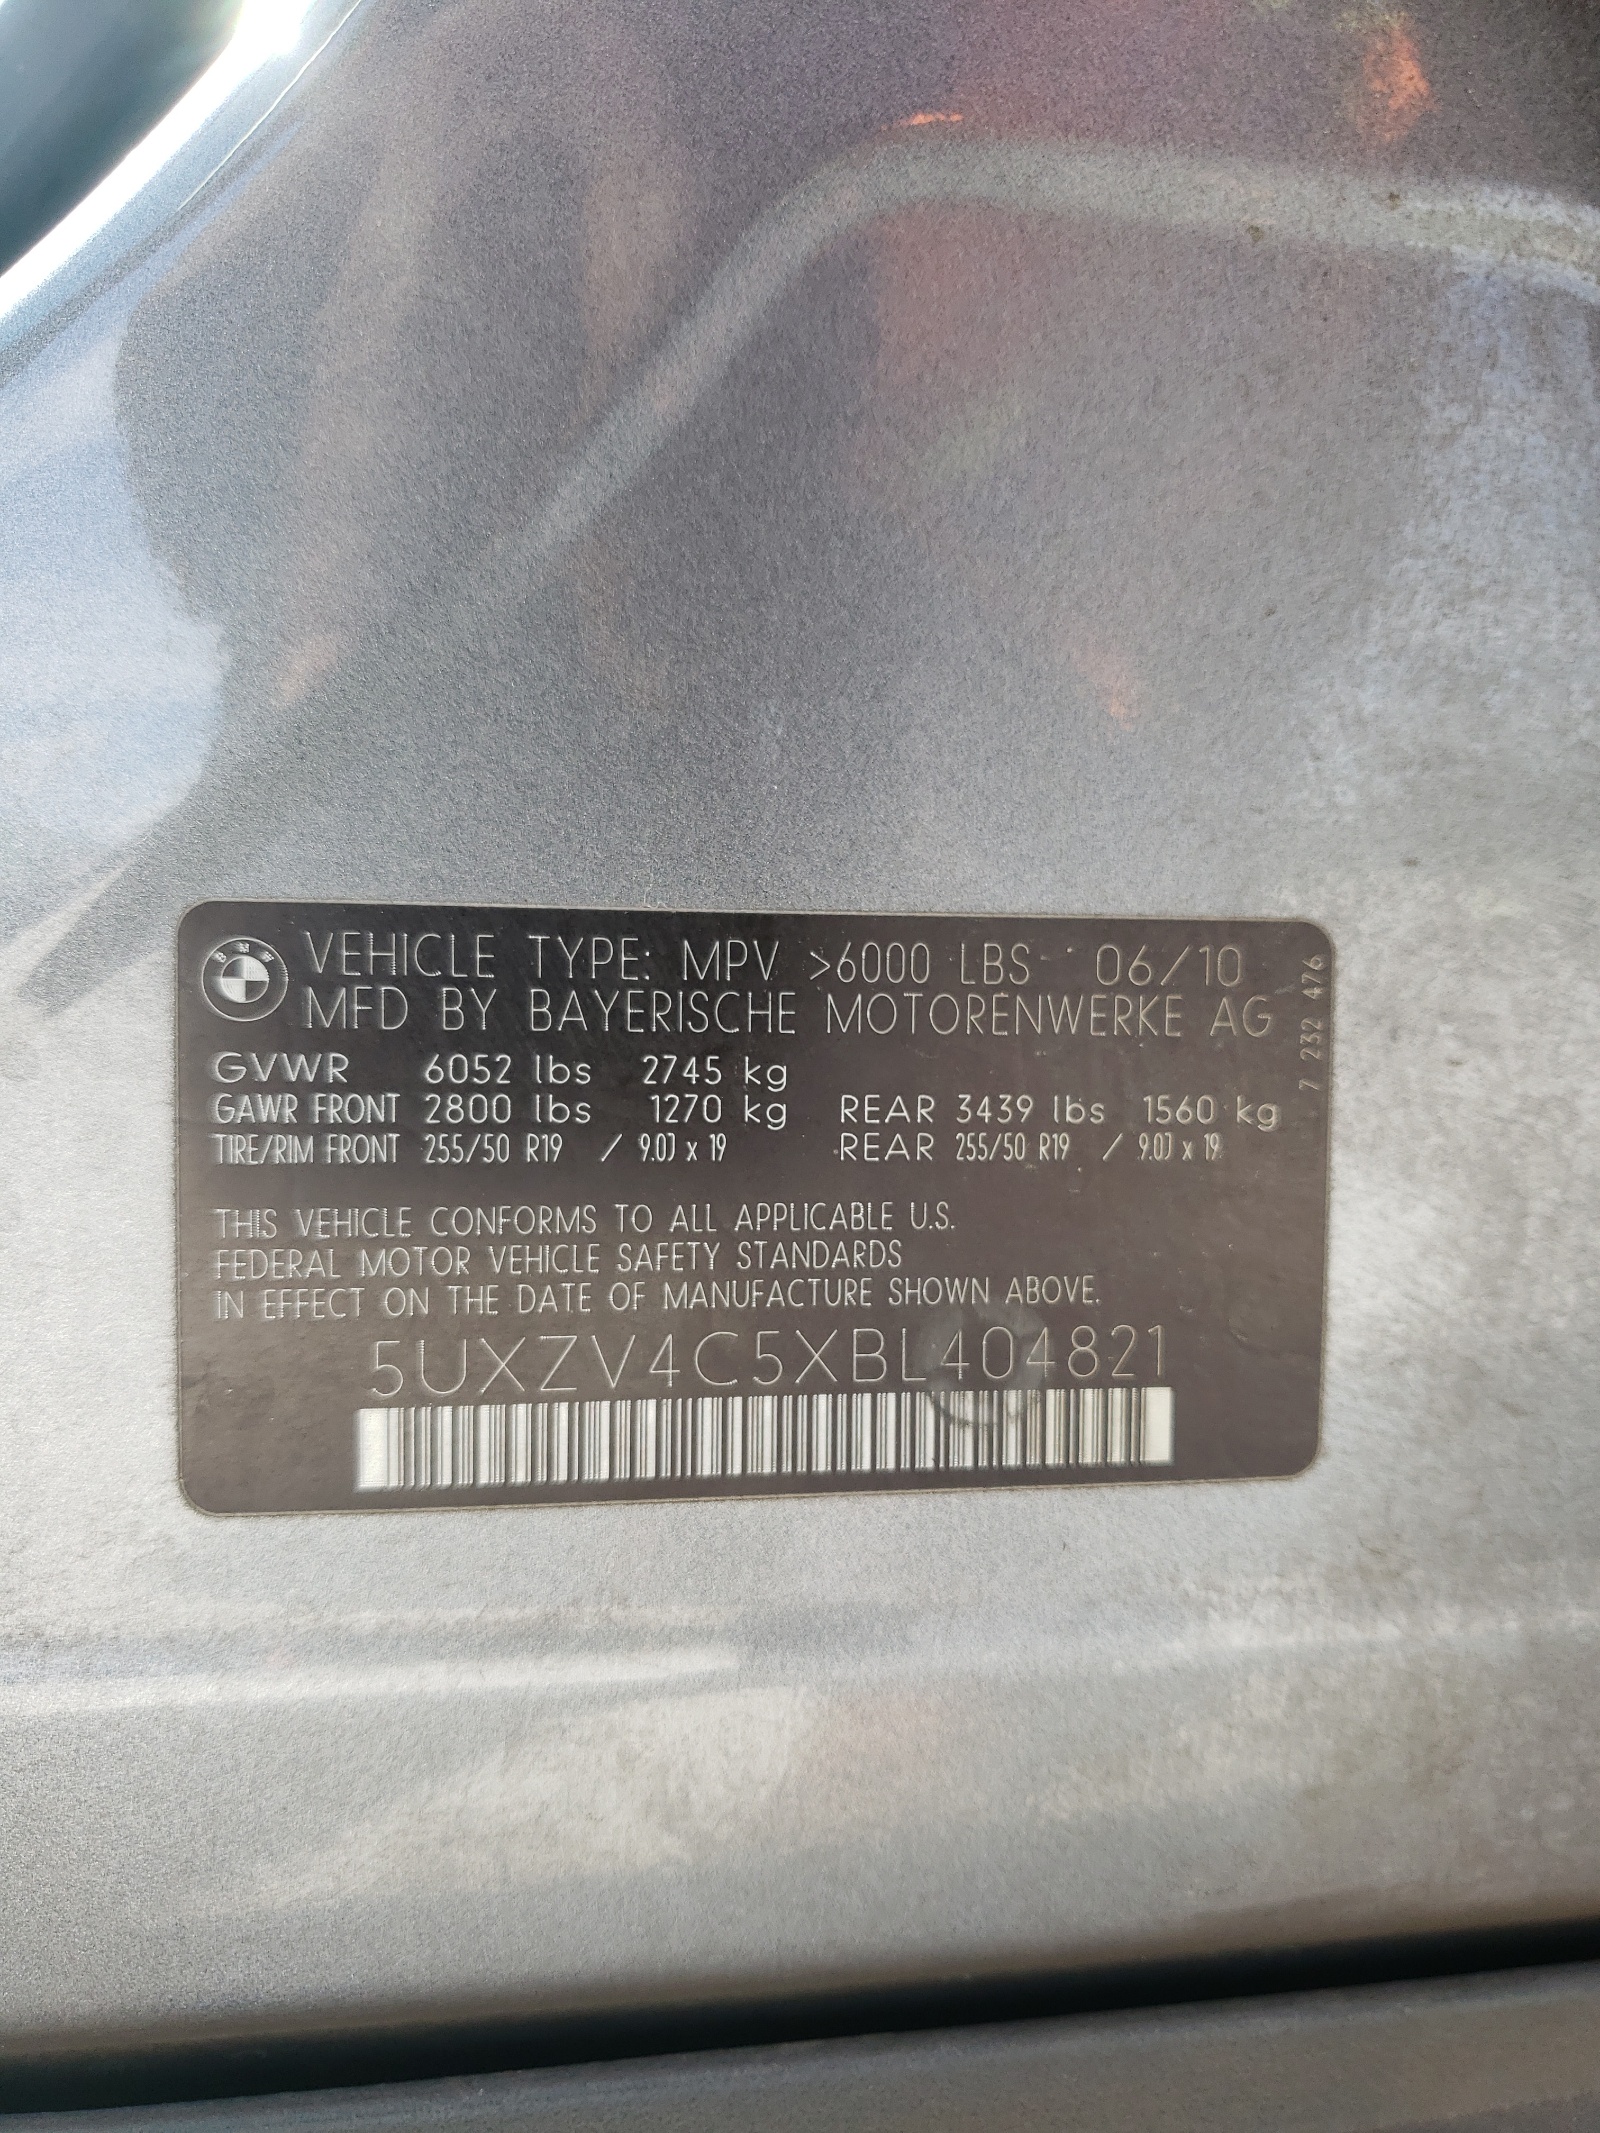 BMW VEHICLE TYPE: MPV >6000 LBS 06/10
MFD BY BAYERISCHE MOTORENWERKE AG
GVWR 6052 lbs 2745 kg
GAWR FRONT 2800 lbs 1270 kg REAR 3439 lbs 1560 kg
TIRE/RIM FRONT 255/50 R19 / 9.0J x 19 REAR 255/50 R19 / 9.0J x 19
THIS VEHICLE CONFORMS TO ALL APPLICABLE U.S.
FEDERAL MOTOR VEHICLE SAFETY STANDARDS
IN EFFECT ON THE DATE OF MANUFACTURE SHOWN ABOVE.
5UXZV4C5XBL404821
7 232 476